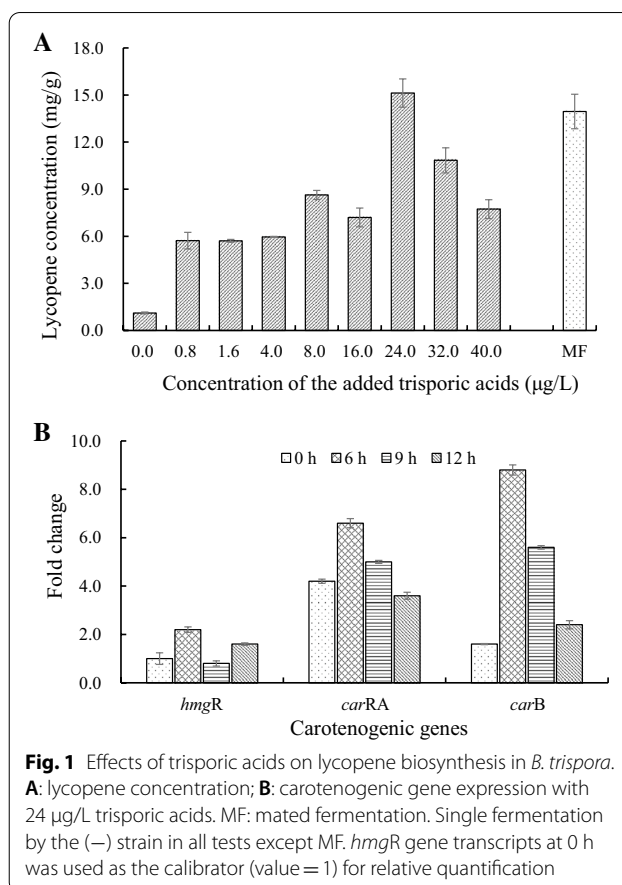 A
Lycopene concentration (mg/g)
18.0
15.0
12.0
9.0
6.0
3.0
0.0
0.0 0.8 1.6 4.0 8.0 16.0 24.0 32.0 40.0 MF
Concentration of the added trisporic acids (μg/L)
B
0 h 6 h 9 h 12 h
Fold change
10.0
8.0
6.0
4.0
2.0
0.0
hmgR carRA carB
Carotenogenic genes
Fig. 1 Effects of trisporic acids on lycopene biosynthesis in B. trispora.
A: lycopene concentration; B: carotenogenic gene expression with
24 μg/L trisporic acids. MF: mated fermentation. Single fermentation
by the (−) strain in all tests except MF. hmgR gene transcripts at 0 h
was used as the calibrator (value = 1) for relative quantification